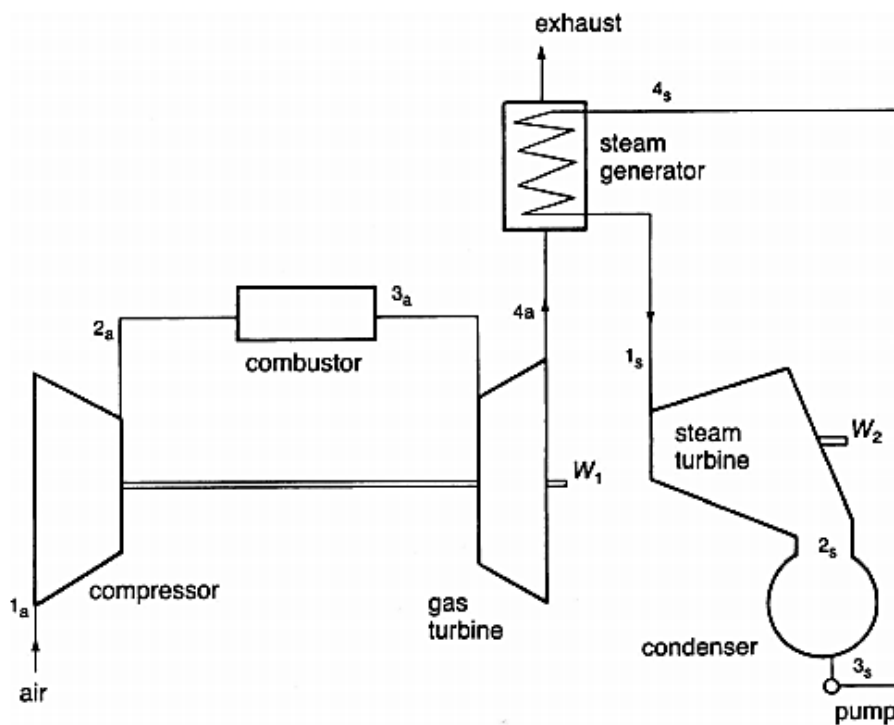 exhaust
4s
steam
generator
3a
2a
4a
combustor
1s
steam
turbine
W2
W1
2s
compressor
1a
gas
turbine
condenser
3s
air
pump